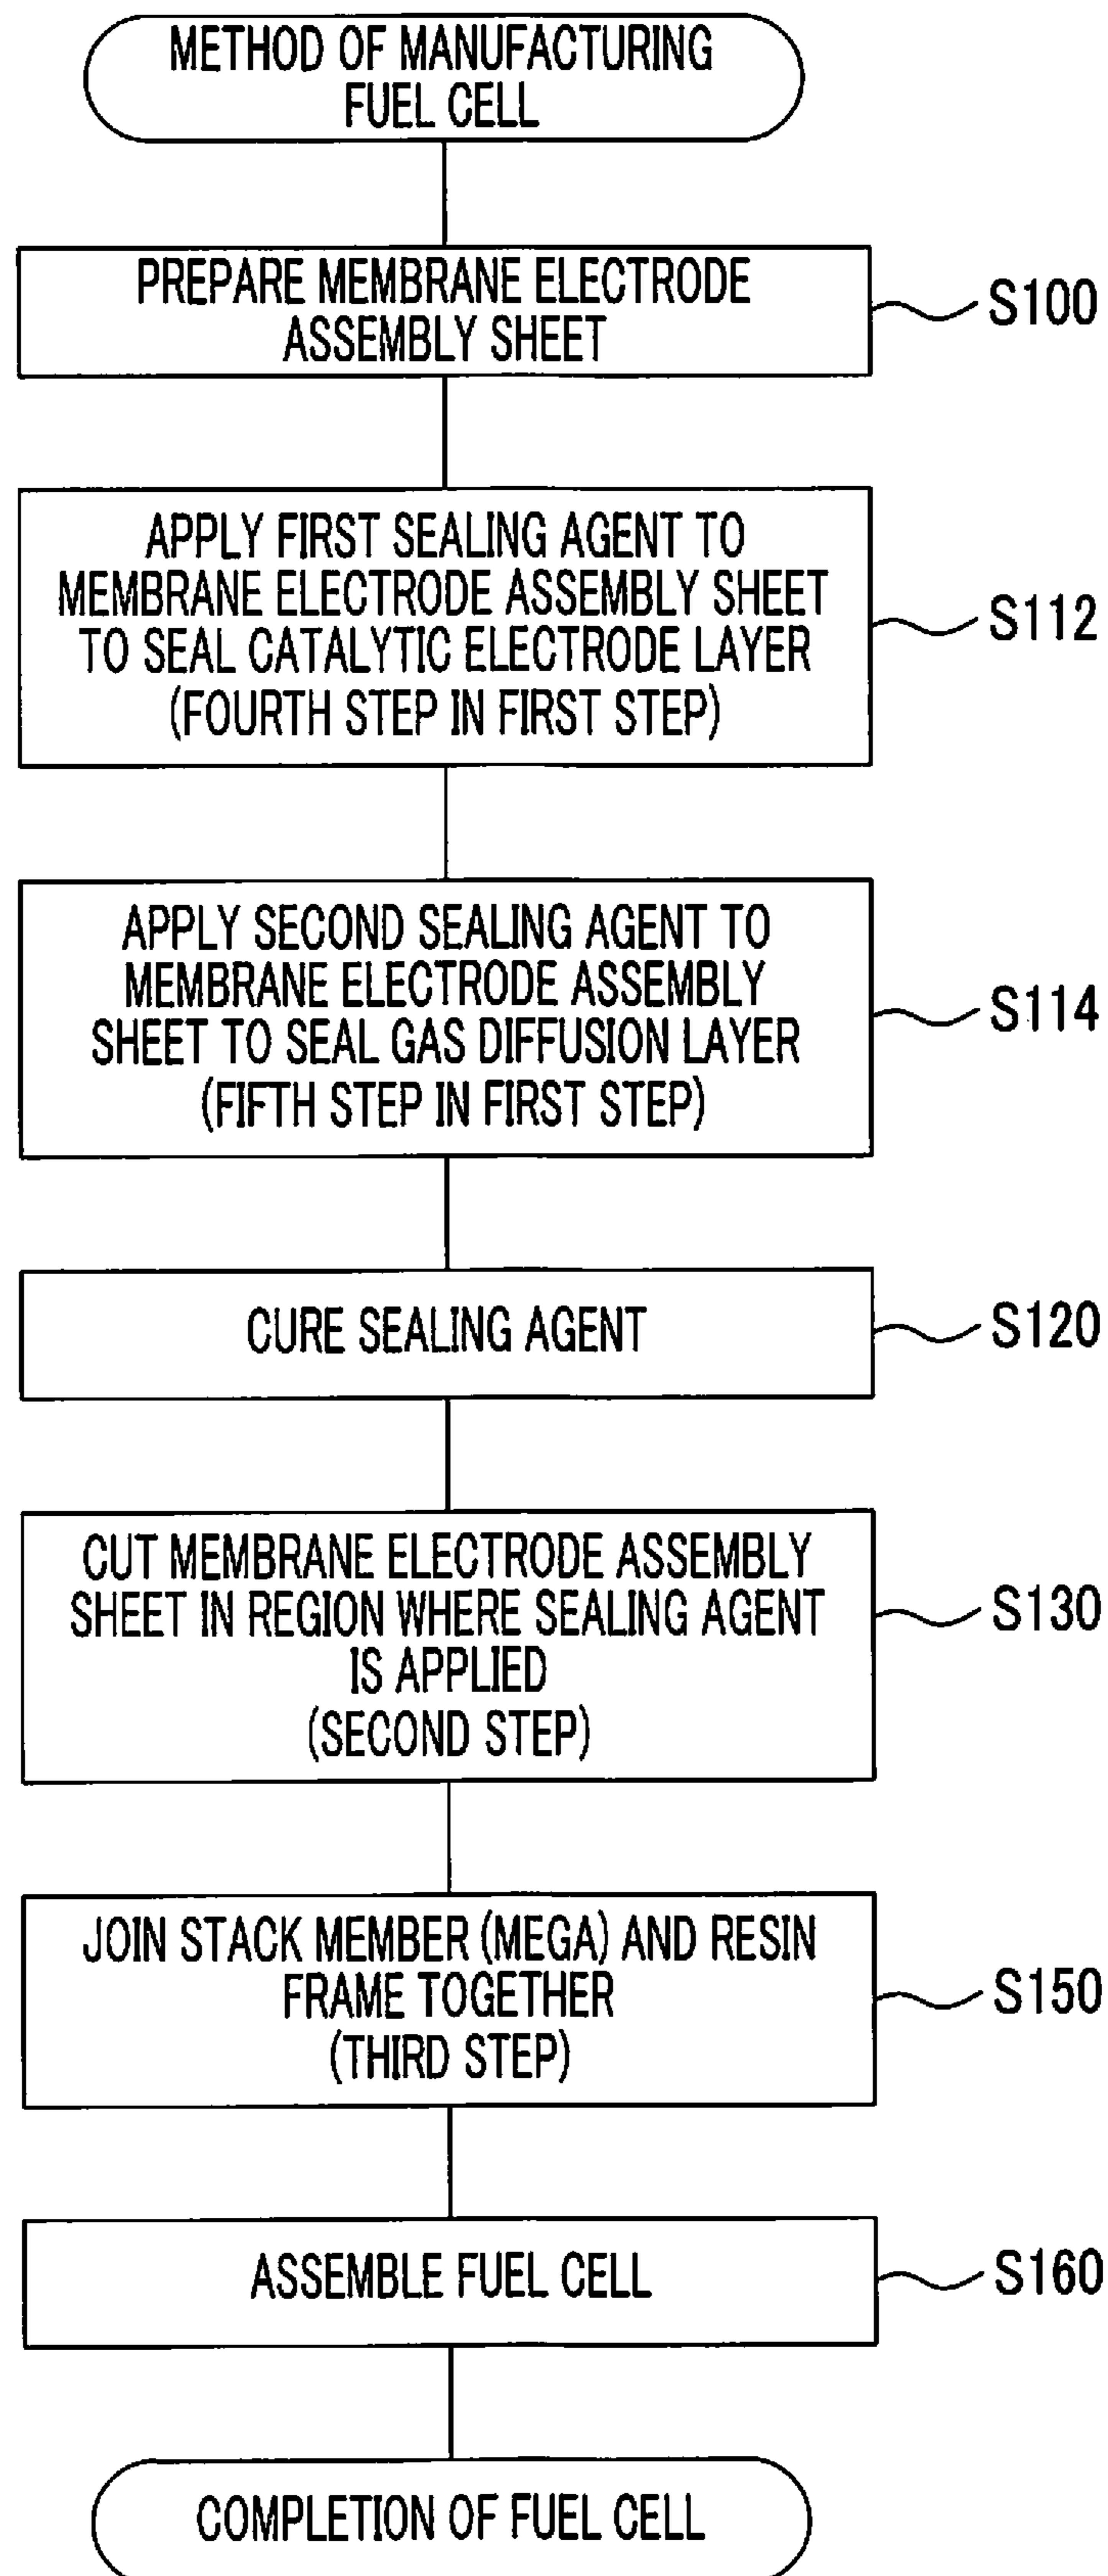 METHOD OF MANUFACTURING
FUEL CELL
PREPARE MEMBRANE ELECTRODE
ASSEMBLY SHEET
S100
APPLY FIRST SEALING AGENT TO
MEMBRANE ELECTRODE ASSEMBLY SHEET
TO SEAL CATALYTIC ELECTRODE LAYER
(FOURTH STEP IN FIRST STEP)
S112
APPLY SECOND SEALING AGENT TO
MEMBRANE ELECTRODE ASSEMBLY
SHEET TO SEAL GAS DIFFUSION LAYER
(FIFTH STEP IN FIRST STEP)
S114
CURE SEALING AGENT
S120
CUT MEMBRANE ELECTRODE ASSEMBLY
SHEET IN REGION WHERE SEALING AGENT
IS APPLIED
(SECOND STEP)
S130
JOIN STACK MEMBER (MEGA) AND RESIN
FRAME TOGETHER
(THIRD STEP)
S150
ASSEMBLE FUEL CELL
S160
COMPLETION OF FUEL CELL